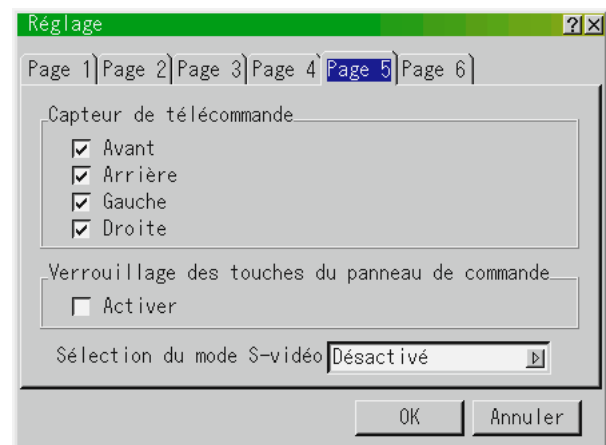 Réglage
Page 1 Page 2 Page 3 Page 4 Page 5 Page 6
Capteur de télécommande
Avant
Arrière
Gauche
Droite
Verrouillage des touches du panneau de commande
Activer
Sélection du mode S-vidéo Désactivé
OK Annuler